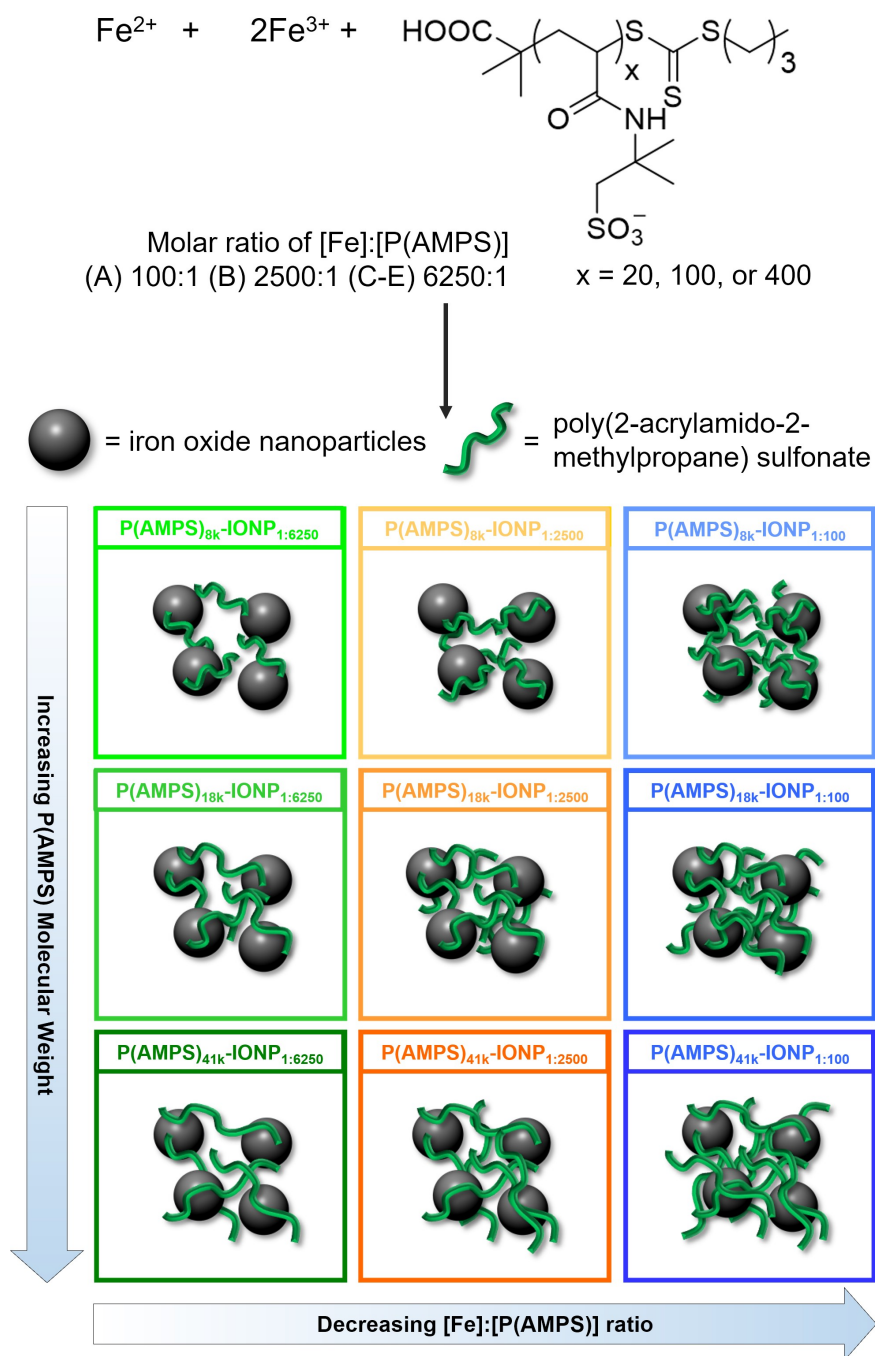 Fe²⁺ + 2Fe³⁺ + HOOC S S S
x 3
O NH
SO₃⁻
Molar ratio of [Fe]:[P(AMPS)]
(A) 100:1 (B) 2500:1 (C-E) 6250:1 x = 20, 100, or 400
= iron oxide nanoparticles
= poly(2-acrylamido-2-
methylpropane) sulfonate
P(AMPS)₈ₖ-IONP₁:₆₂₅₀
P(AMPS)₈ₖ-IONP₁:₂₅₀₀
P(AMPS)₈ₖ-IONP₁:₁₀₀
Increasing P(AMPS) Molecular Weight
P(AMPS)₁₈ₖ-IONP₁:₆₂₅₀
P(AMPS)₁₈ₖ-IONP₁:₂₅₀₀
P(AMPS)₁₈ₖ-IONP₁:₁₀₀
P(AMPS)₄₁ₖ-IONP₁:₆₂₅₀
P(AMPS)₄₁ₖ-IONP₁:₂₅₀₀
P(AMPS)₄₁ₖ-IONP₁:₁₀₀
Decreasing [Fe]:[P(AMPS)] ratio